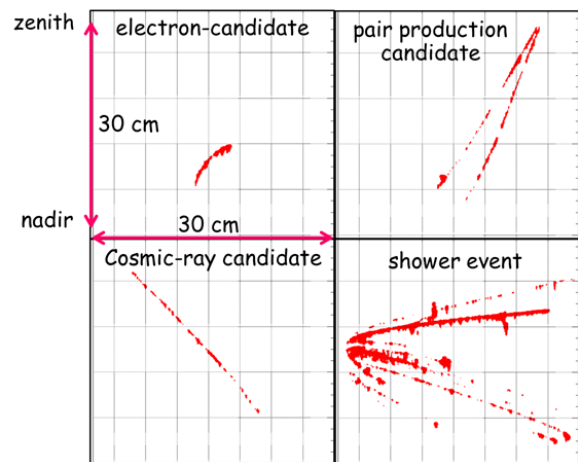 zenith
electron-candidate
pair production
candidate
30 cm
nadir
30 cm
Cosmic-ray candidate
shower event